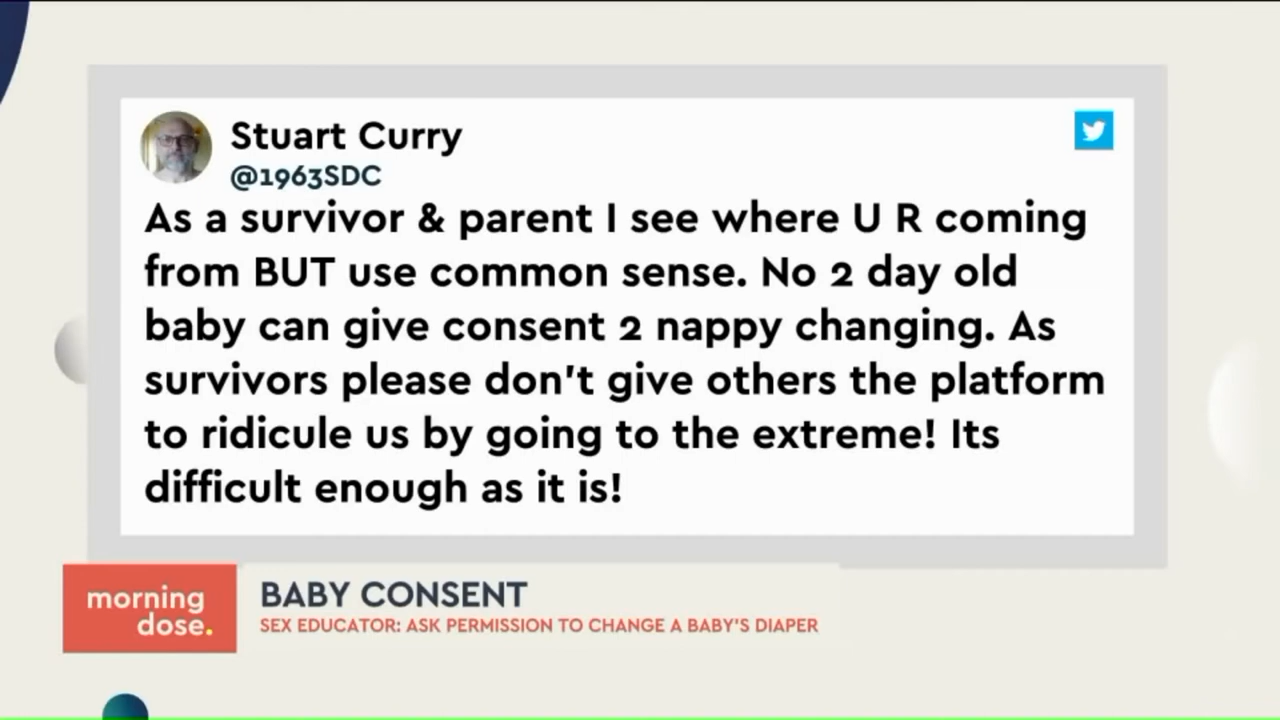 Stuart Curry
@1963SDC
As a survivor & parent I see where U R coming
from BUT use common sense. No 2 day old
baby can give consent 2 nappy changing. As
survivors please don't give others the platform
to ridicule us by going to the extreme! Its
difficult enough as it is!
morning
dose.
BABY CONSENT
SEX EDUCATOR: ASK PERMISSION TO CHANGE A BABY'S DIAPER